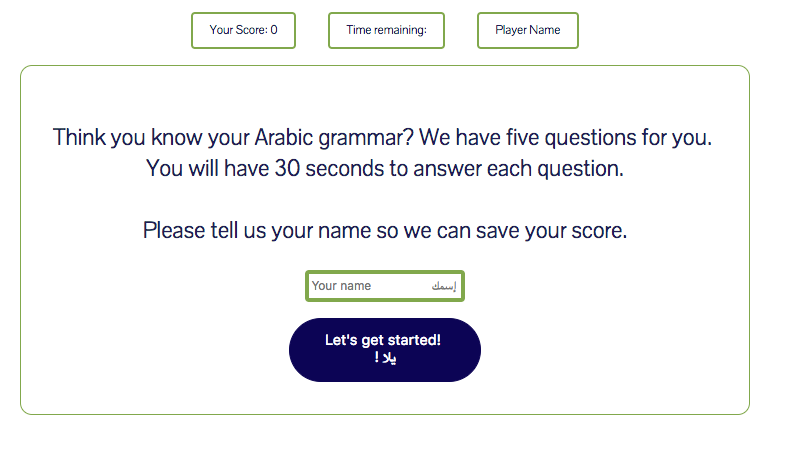 Your Score: 0
Time remaining:
Player Name
Think you know your Arabic grammar? We have five questions for you.
You will have 30 seconds to answer each question.
Please tell us your name so we can save your score.
Your name إسمك
Let's get started!
يلا !